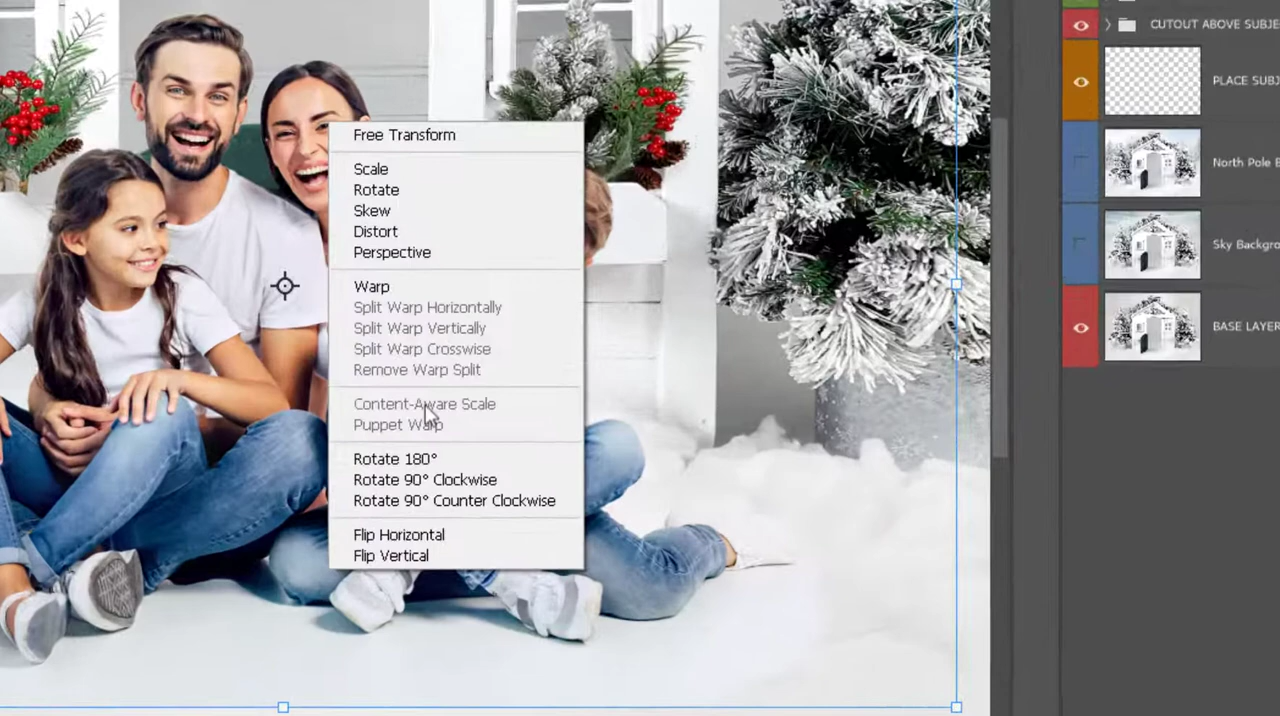 Free Transform
Scale
Rotate
Skew
Distort
Perspective
Warp
Split Warp Horizontally
Split Warp Vertically
Split Warp Crosswise
Remove Warp Split
Content-Aware Scale
Puppet Warp
Rotate 180°
Rotate 90° Clockwise
Rotate 90° Counter Clockwise
Flip Horizontal
Flip Vertical
CUTOUT ABOVE SUBJE
PLACE SUBJ
North Pole B
Sky Backgro
BASE LAYER